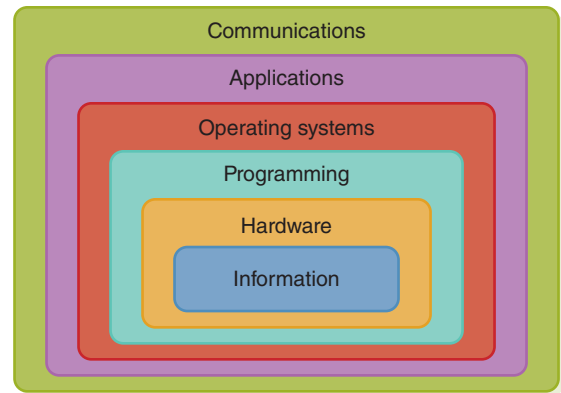 Communications
Applications
Operating systems
Programming
Hardware
Information